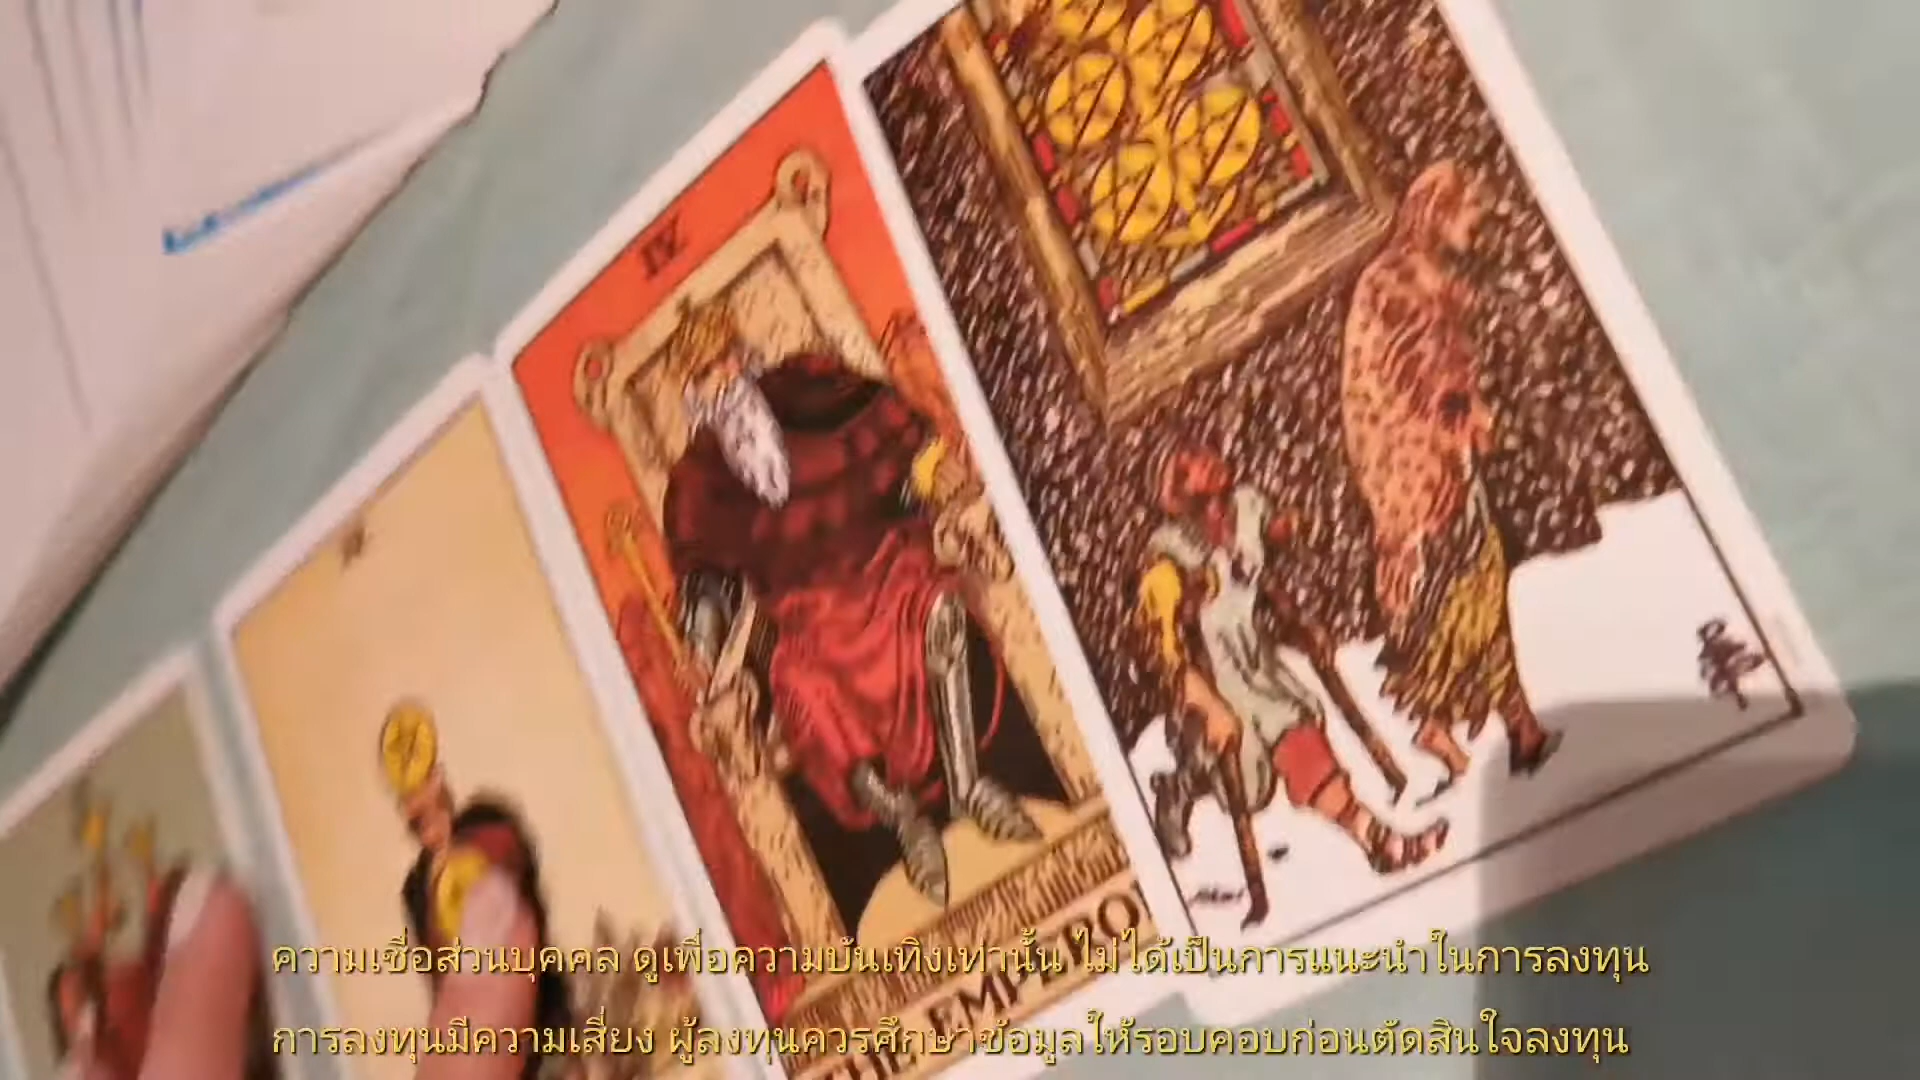 IV
THE EMPERO
ความเชื่อส่วนบุคคล ดูเพื่อความบันเทิงเท่านั้น ไม่ได้เป็นการแนะนำในการลงทุน
การลงทุนมีความเสี่ยง ผู้ลงทุนควรศึกษาข้อมูลให้รอบคอบก่อนตัดสินใจลงทุน